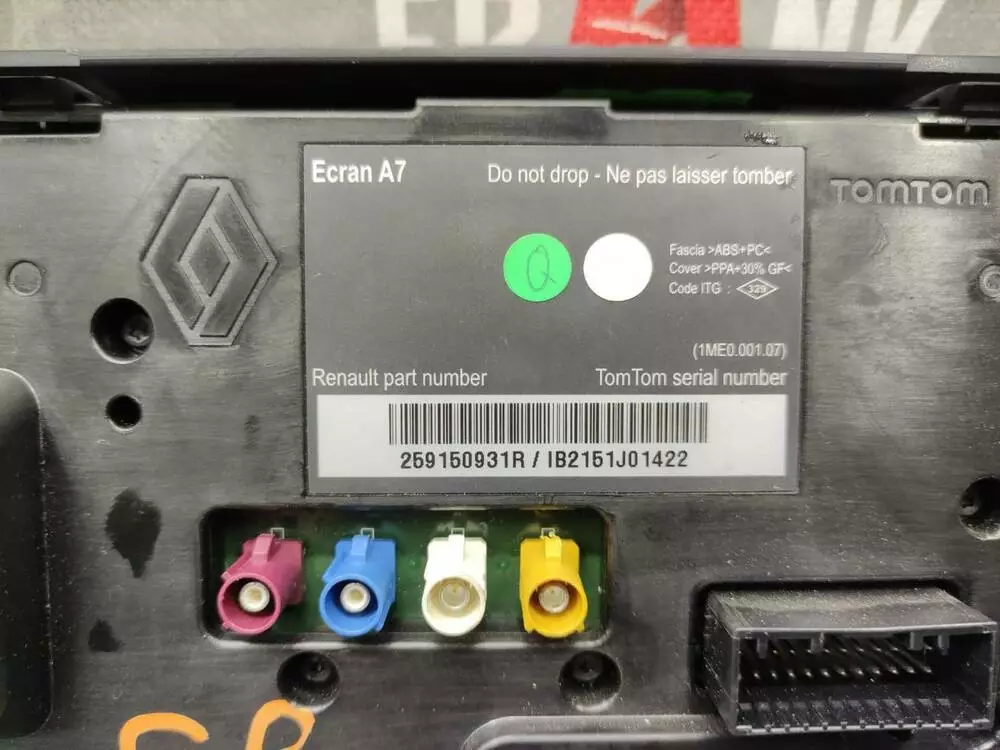 Ecran A7
Do not drop - Ne pas laisser tomber
TOMTOM
Q
Fascia >ABS+PC<
Cover >PPA+30% GF<
Code ITG : 329
(1ME0.001.07)
Renault part number
TomTom serial number
259150931R / IB2151J01422